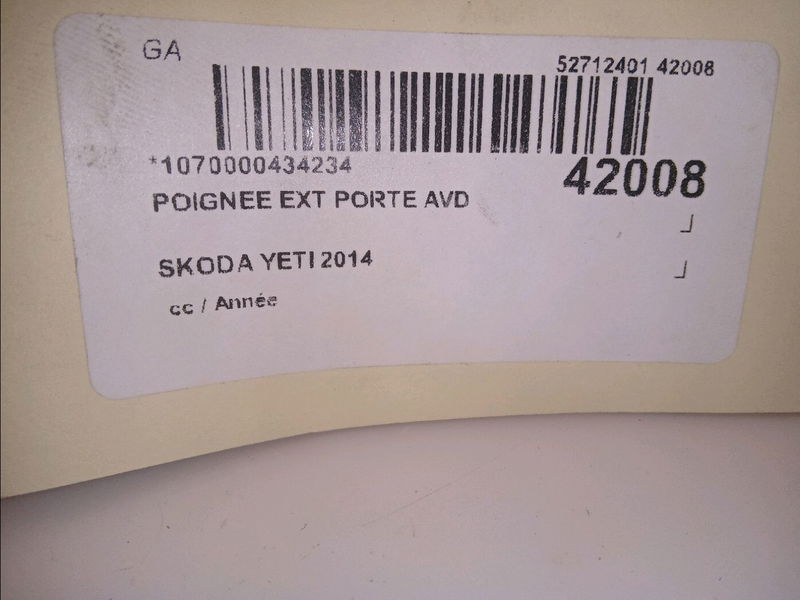 GA
52712401 42008
*1070000434234
42008
POIGNEE EXT PORTE AVD
SKODA YETI 2014
cc / Année